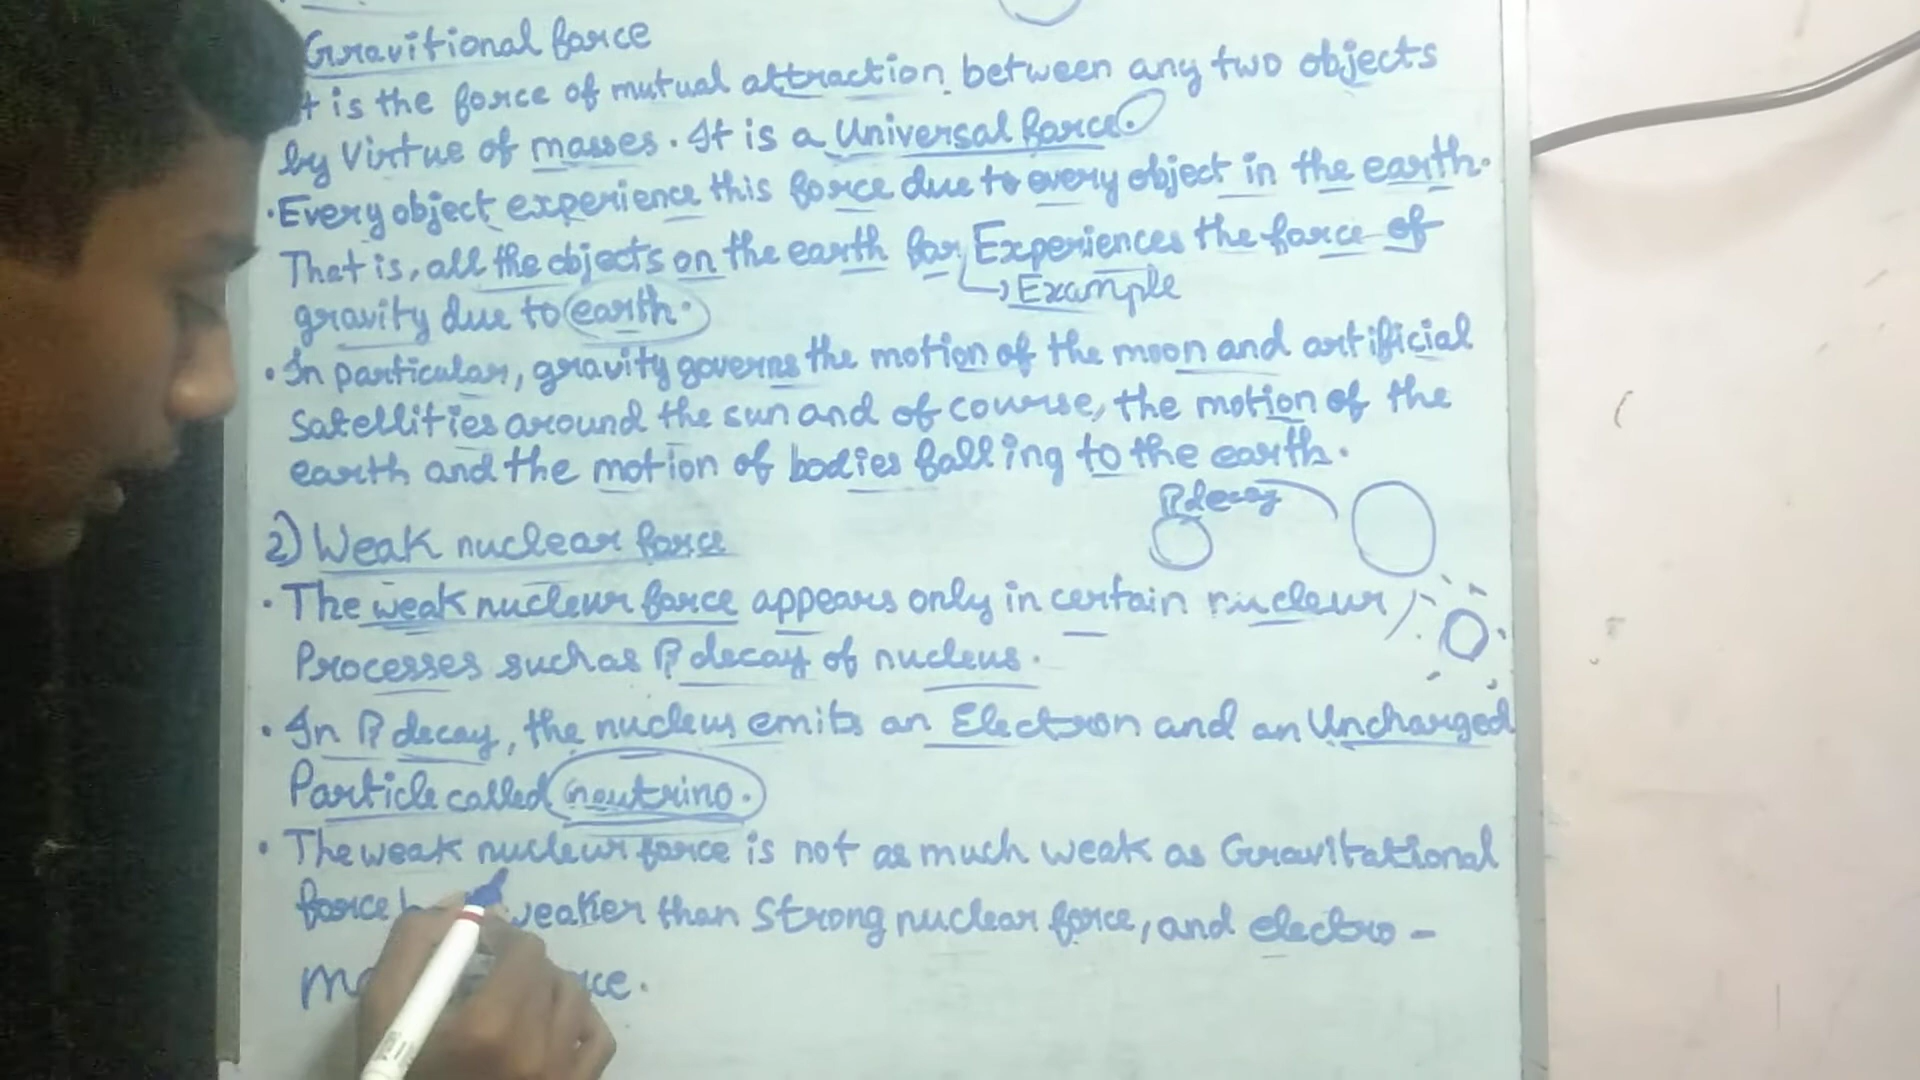 Gravitional force
It is the force of mutual attraction between any two objects
by Virtue of masses. It is a Universal force.
• Every object experience this force due to every object in the earth.
That is, all the objects on the earth for Experiences the force of
→ Example
gravity due to earth.
• In particular, gravity governs the motion of the moon and artificial
Satellities around the sun and of course, the motion of the
earth and the motion of bodies falling to the earth.
β decay
2) Weak nuclear force
• The weak nuclear force appears only in certain nuclear
Processes such as β decay of nucleus.
• In β decay, the nucleus emits an Electron and an Uncharged
Particle called neutrino.
• The weak nuclear force is not as much weak as Gravitational
force weaker than Strong nuclear force, and electro-